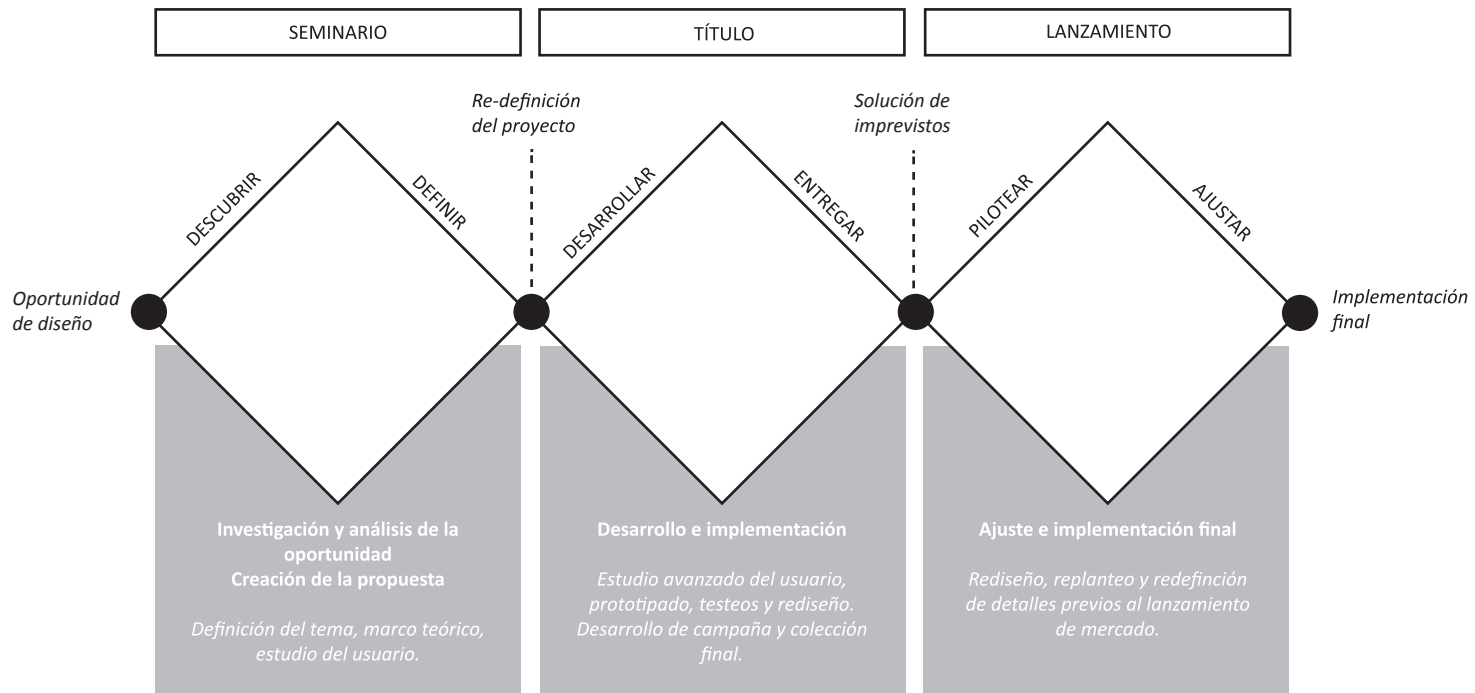 SEMINARIO
TÍTULO
LANZAMIENTO
Re-definición
del proyecto
Solución de
imprevistos
DESCUBRIR
DEFINIR
DESARROLLAR
ENTREGAR
PILOTEAR
AJUSTAR
Oportunidad
de diseño
Implementación
final
Investigación y análisis de la
oportunidad
Creación de la propuesta
Definición del tema, marco teórico,
estudio del usuario.
Desarrollo e implementación
Estudio avanzado del usuario,
prototipado, testeos y rediseño.
Desarrollo de campaña y colección
final.
Ajuste e implementación final
Rediseño, replanteo y redefinción
de detalles previos al lanzamiento
de mercado.